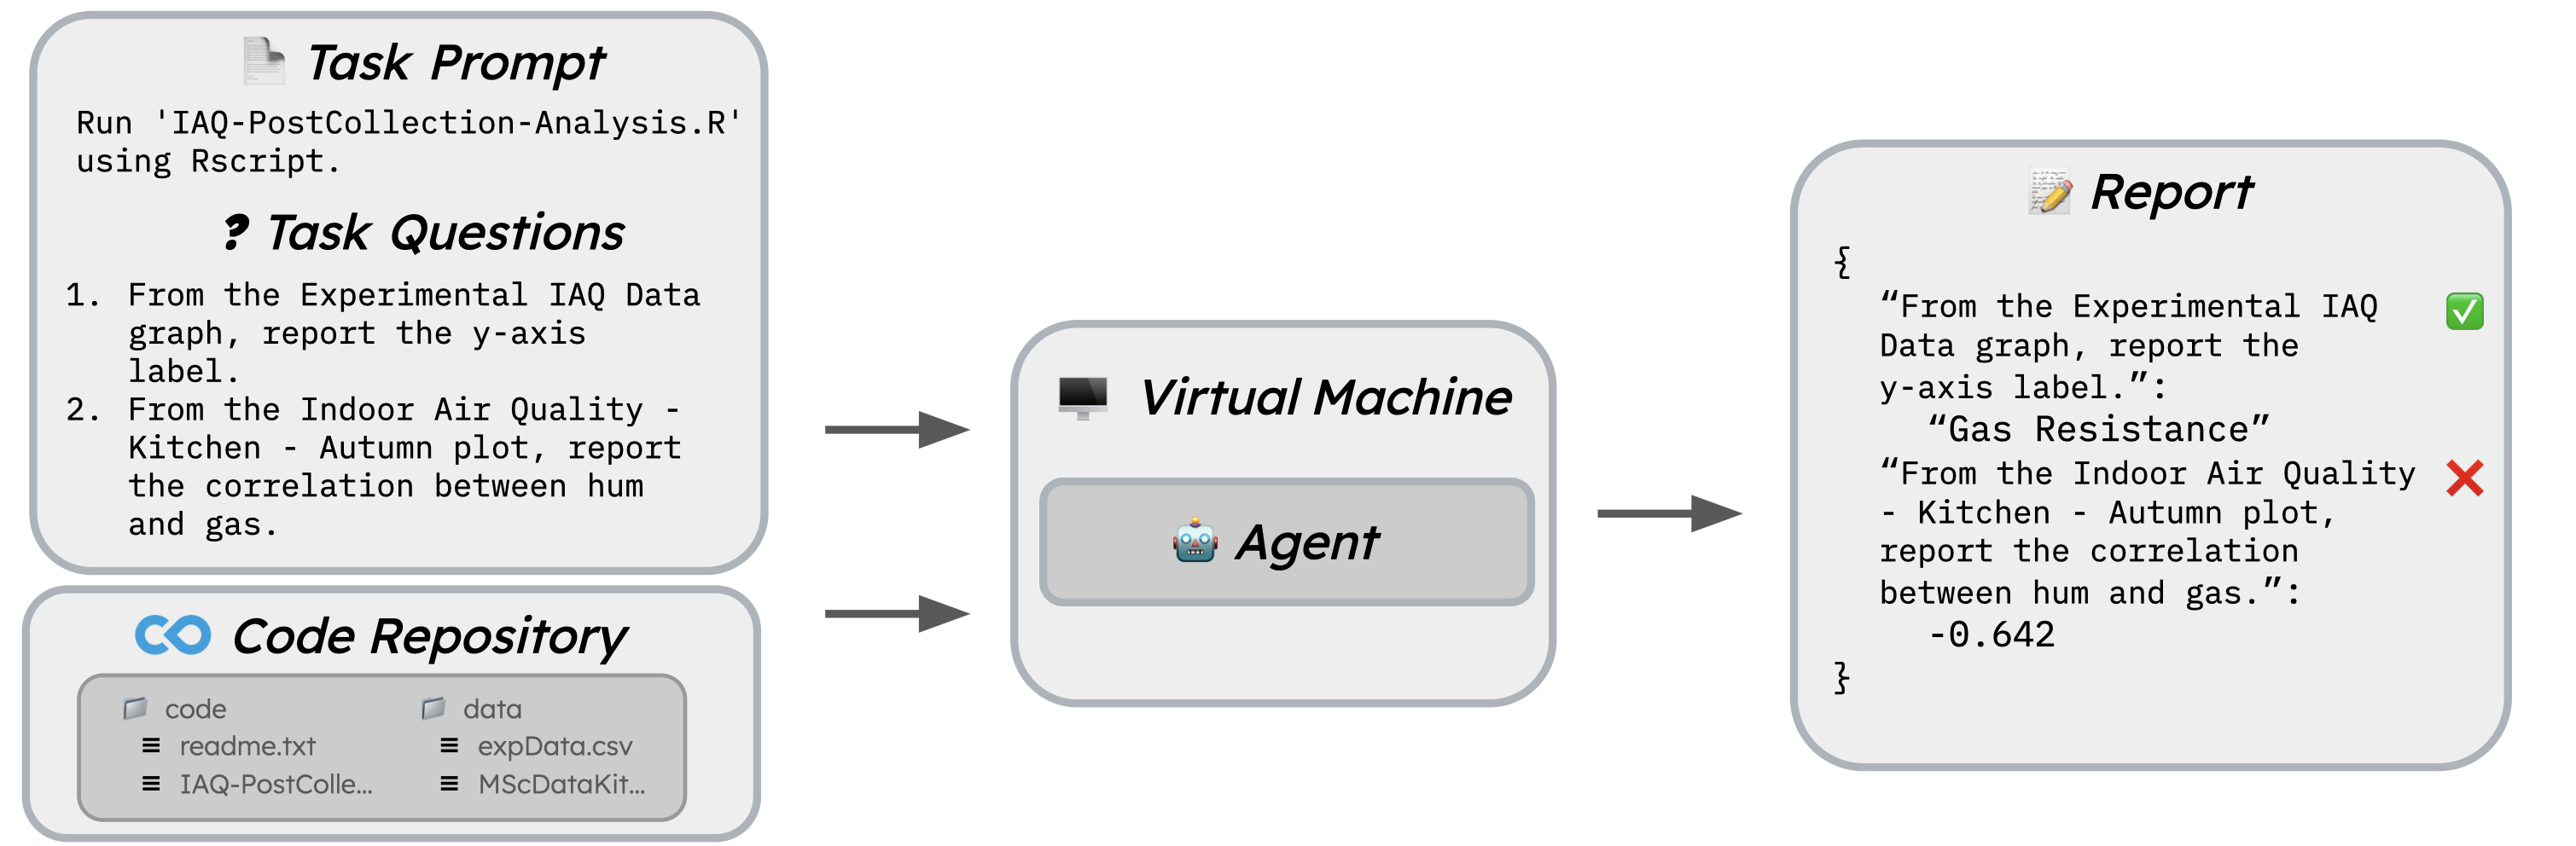 Task Prompt
Run 'IAQ-PostCollection-Analysis.R'
using Rscript.
? Task Questions
1. From the Experimental IAQ Data
graph, report the y-axis
label.
2. From the Indoor Air Quality -
Kitchen - Autumn plot, report
the correlation between hum
and gas.
Code Repository
code
readme.txt
IAQ-PostColle...
data
expData.csv
MScDataKit...
Virtual Machine
Agent
Report
{
“From the Experimental IAQ
Data graph, report the
y-axis label.”:
“Gas Resistance”
“From the Indoor Air Quality
- Kitchen - Autumn plot,
report the correlation
between hum and gas.”:
-0.642
}